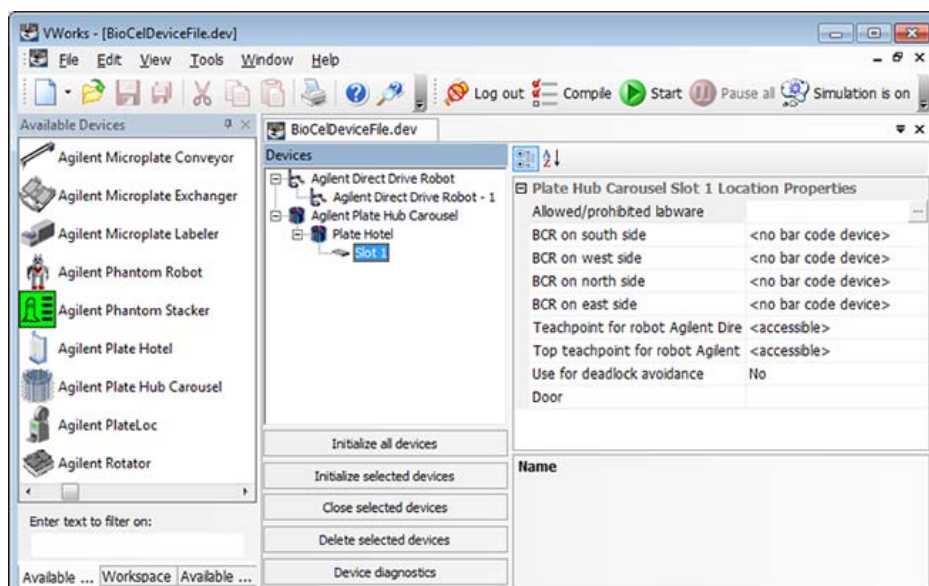 VWorks - [BioCelDeviceFile.dev]
File Edit View Tools Window Help
Log out Compile Start Pause all Simulation is on
Available Devices
Agilent Microplate Conveyor
Agilent Microplate Exchanger
Agilent Microplate Labeler
Agilent Phantom Robot
Agilent Phantom Stacker
Agilent Plate Hotel
Agilent Plate Hub Carousel
Agilent PlateLoc
Agilent Rotator
Enter text to filter on:
Available ... Workspace Available ...
BioCelDeviceFile.dev
Devices
Agilent Direct Drive Robot
Agilent Direct Drive Robot - 1
Agilent Plate Hub Carousel
Plate Hotel
Slot 1
Initialize all devices
Initialize selected devices
Close selected devices
Delete selected devices
Device diagnostics
Plate Hub Carousel Slot 1 Location Properties
Allowed/prohibited labware ...
BCR on south side <no bar code device>
BCR on west side <no bar code device>
BCR on north side <no bar code device>
BCR on east side <no bar code device>
Teachpoint for robot Agilent Dire <accessible>
Top teachpoint for robot Agilent <accessible>
Use for deadlock avoidance No
Door
Name